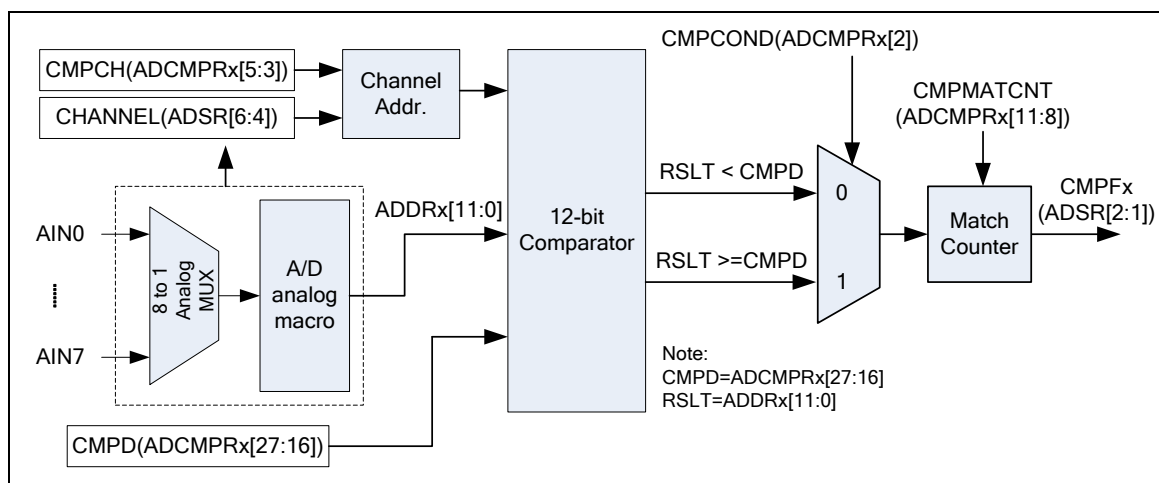 CMPCH(ADCMPRx[5:3])
CHANNEL(ADSR[6:4])
Channel
Addr.
AIN0
AIN7
8 to 1
Analog
MUX
A/D
analog
macro
ADDRx[11:0]
CMPD(ADCMPRx[27:16])
12-bit
Comparator
CMPCOND(ADCMPRx[2])
RSLT < CMPD
RSLT >=CMPD
0
1
Note:
CMPD=ADCMPRx[27:16]
RSLT=ADDRx[11:0]
CMPMATCNT
(ADCMPRx[11:8])
Match
Counter
CMPFx
(ADSR[2:1])